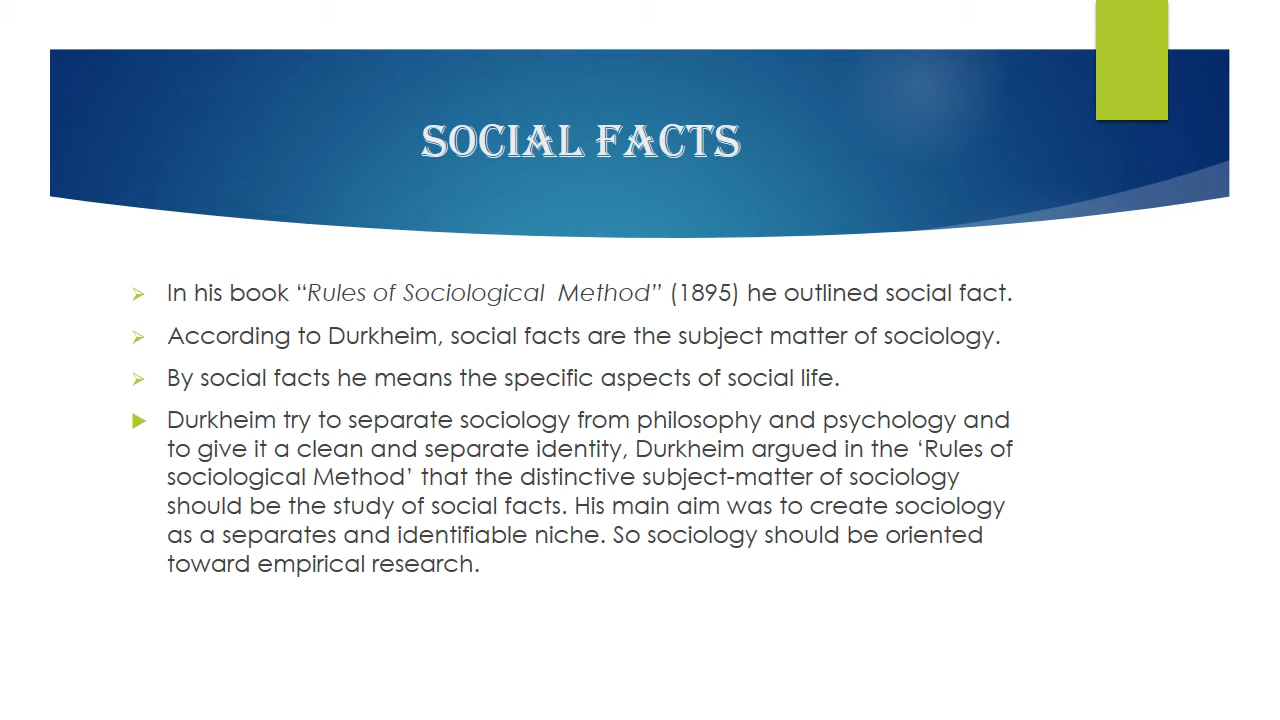 SOCIAL FACTS
In his book “Rules of Sociological Method” (1895) he outlined social fact.
According to Durkheim, social facts are the subject matter of sociology.
By social facts he means the specific aspects of social life.
Durkheim try to separate sociology from philosophy and psychology and
to give it a clean and separate identity, Durkheim argued in the ‘Rules of
sociological Method’ that the distinctive subject-matter of sociology
should be the study of social facts. His main aim was to create sociology
as a separates and identifiable niche. So sociology should be oriented
toward empirical research.